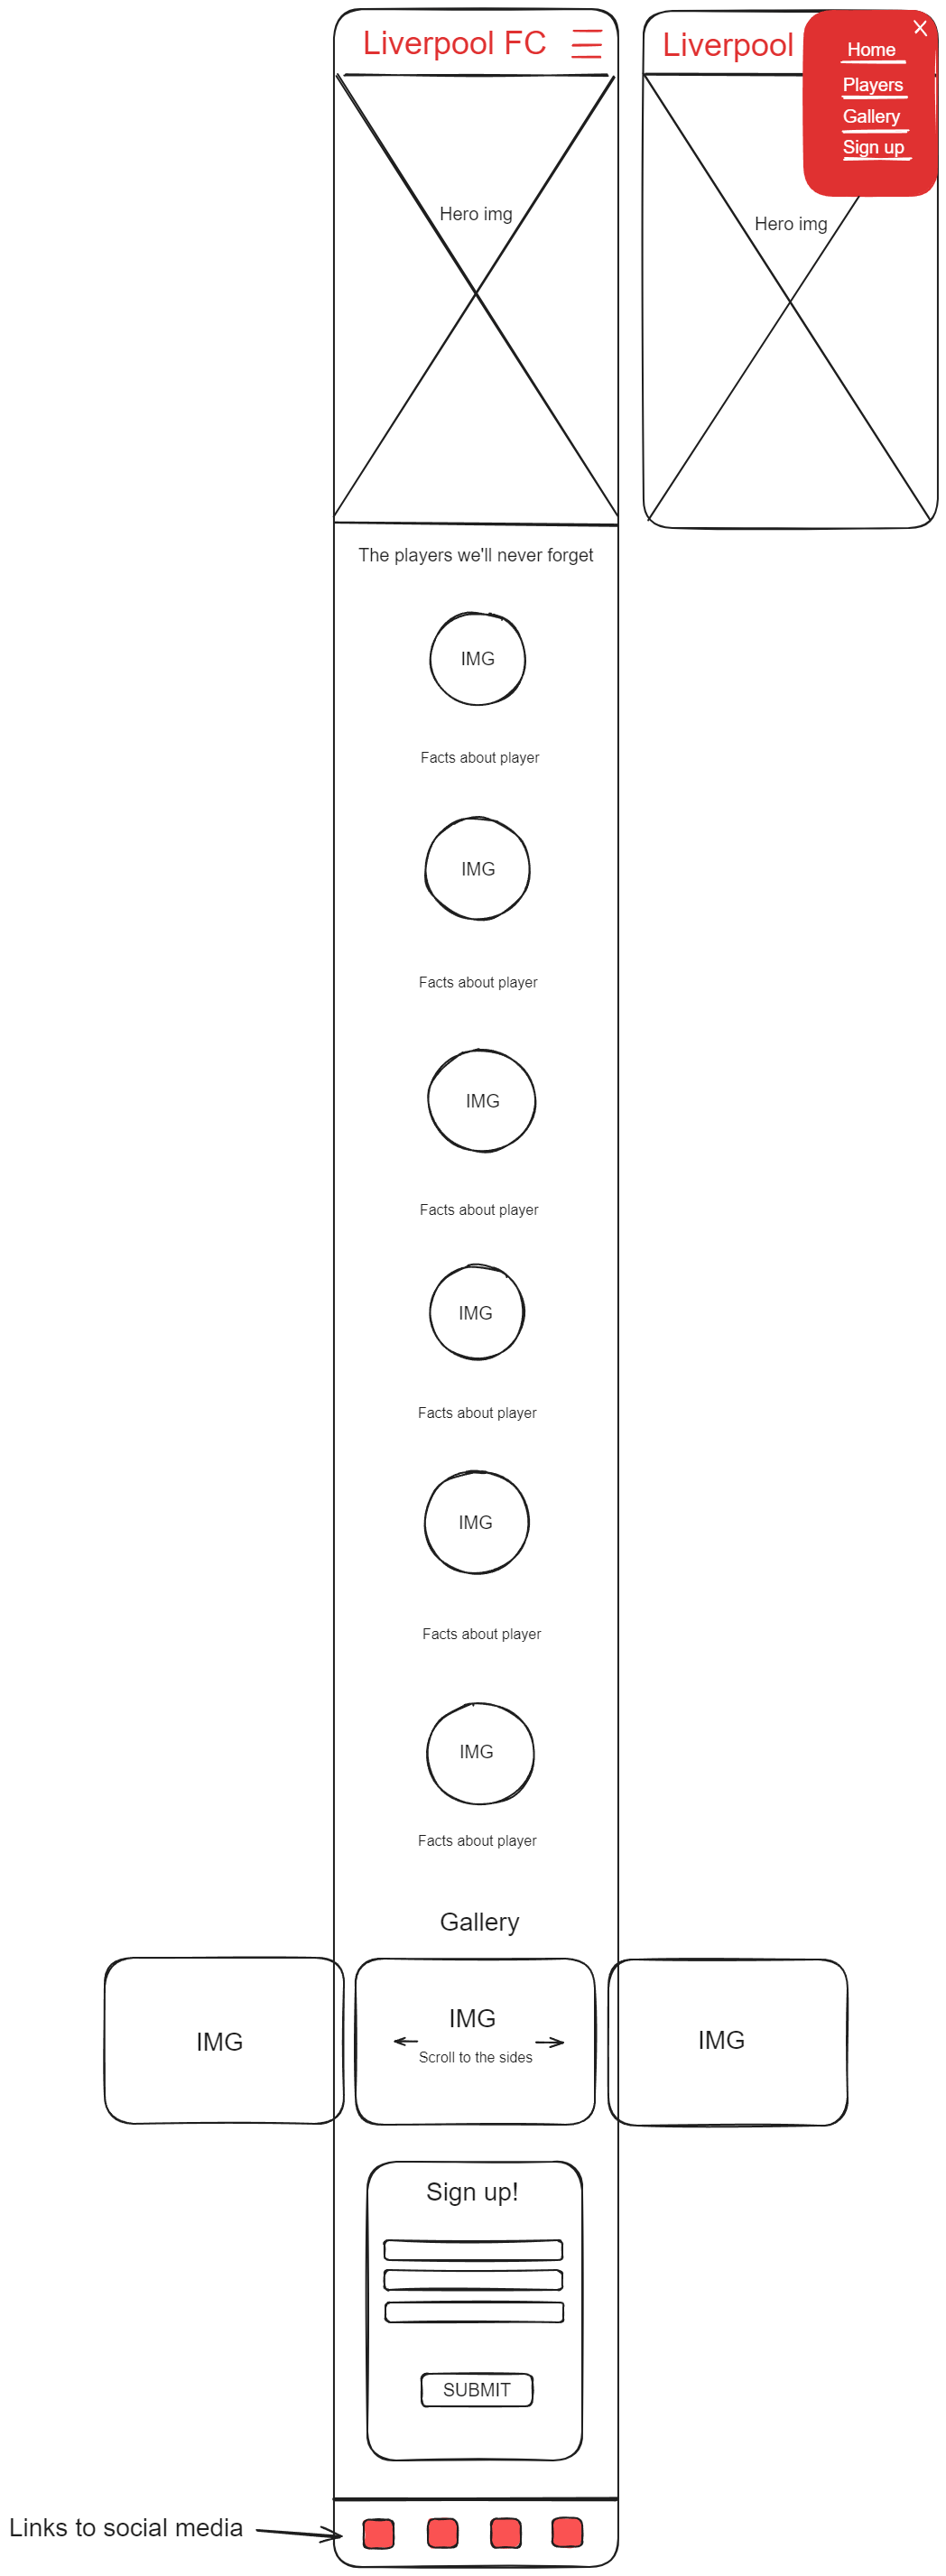 Liverpool FC
Hero img
Liverpool
Home
Players
Gallery
Sign up
Hero img
The players we'll never forget
IMG
Facts about player
IMG
Facts about player
IMG
Facts about player
IMG
Facts about player
IMG
Facts about player
IMG
Facts about player
Gallery
IMG
IMG
Scroll to the sides
IMG
Sign up!
SUBMIT
Links to social media